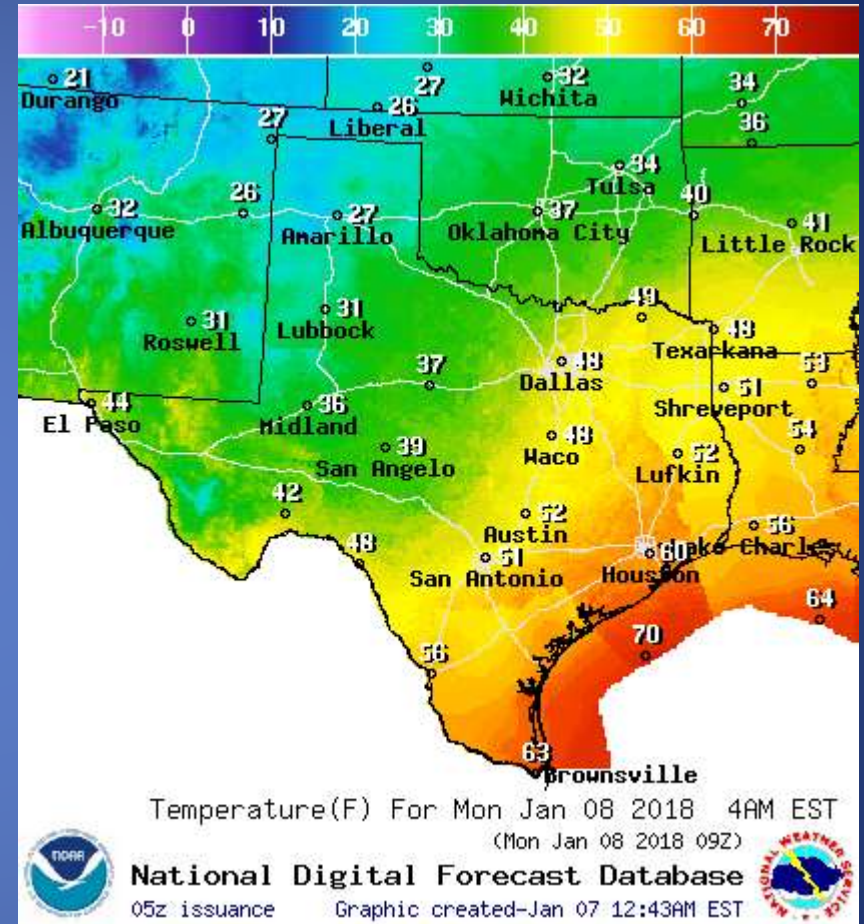 -10 0 10 20 30 40 50 60 70
21 27 32 34
Durango 26 Wichita
27 Liberal 36
34
Tulsa
32 26 27 37 40 41
Albuquerque Amarillo Oklahoma City Little Rock
31 31 49 48
Roswell Lubbock Texarkana
37 48 51 53
Dallas Shreveport
44 36
El Paso Midland
39 49 52 54
San Angelo Waco Lufkin
42 52 56
Austin Lake Charles
48 51 60
San Antonio Houston
64
70
56
63
Brownsville
Temperature(F) For Mon Jan 08 2018 4AM EST
(Mon Jan 08 2018 09Z)
NOAA
National Digital Forecast Database
05z issuance Graphic created-Jan 07 12:43AM EST
NATIONAL WEATHER SERVICE